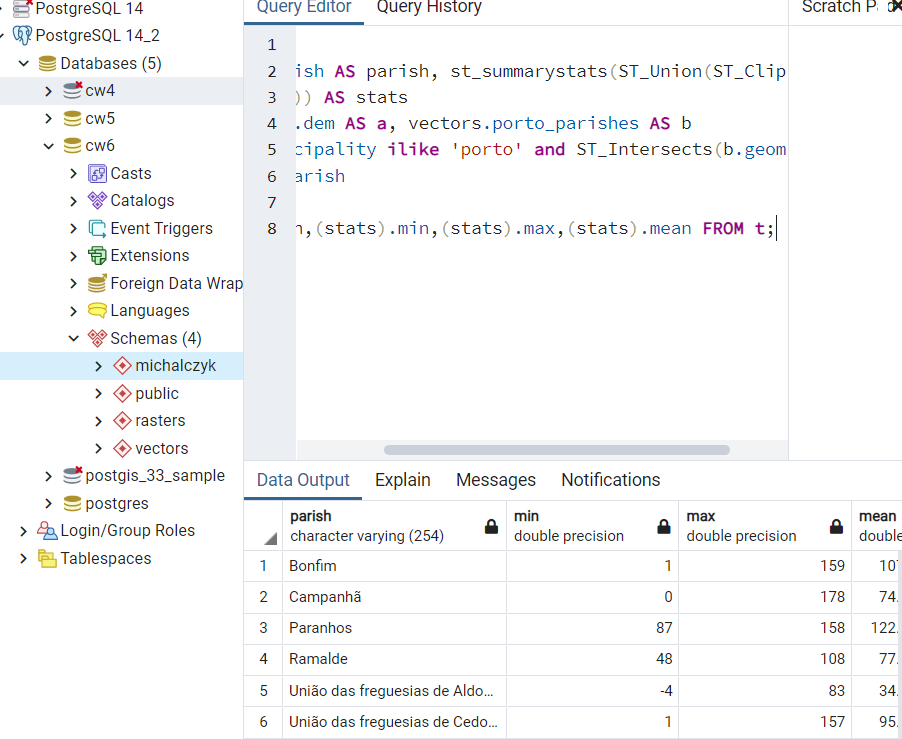 PostgreSQL 14
PostgreSQL 14_2
Databases (5)
cw4
cw5
cw6
Casts
Catalogs
Event Triggers
Extensions
Foreign Data Wrap
Languages
Schemas (4)
michalczyk
public
rasters
vectors
postgis_33_sample
postgres
Login/Group Roles
Tablespaces
Query Editor Query History
Scratch P
1
2 ish AS parish, st_summarystats(ST_Union(ST_Clip
3 )) AS stats
4 .dem AS a, vectors.porto_parishes AS b
5 cipality ilike 'porto' and ST_Intersects(b.geom
6 arish
7
8 n,(stats).min,(stats).max,(stats).mean FROM t;
Data Output Explain Messages Notifications
parish min max mean
character varying (254) double precision double precision double
1 Bonfim 1 159 10
2 Campanhã 0 178 74.
3 Paranhos 87 158 122.
4 Ramalde 48 108 77.
5 União das freguesias de Aldo... -4 83 34.
6 União das freguesias de Cedo... 1 157 95.